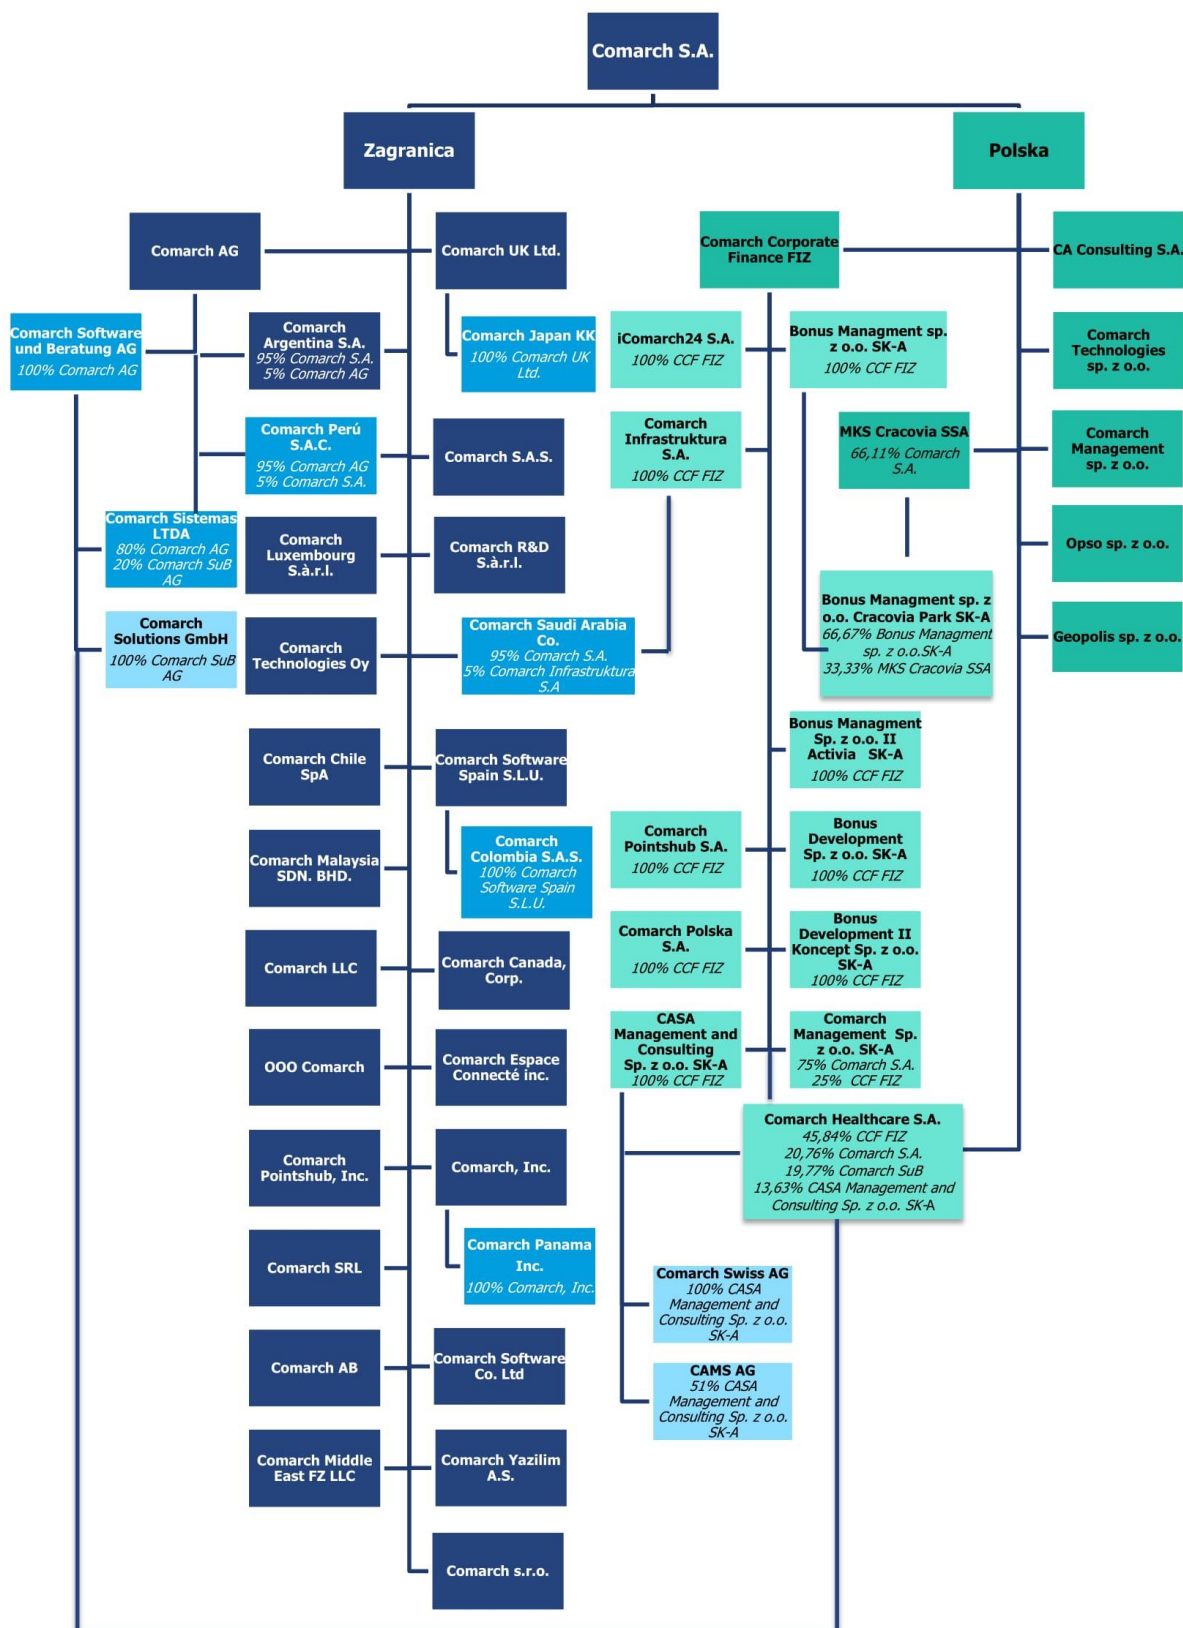 Comarch S.A.
Zagranica
Polska
Comarch AG
Comarch UK Ltd.
Comarch Corporate
Finance FIZ
CA Consulting S.A.
Comarch Software
und Beratung AG
100% Comarch AG
Comarch
Argentina S.A.
95% Comarch S.A.
5% Comarch AG
Comarch Japan KK
100% Comarch UK
Ltd.
iComarch24 S.A.
100% CCF FIZ
Bonus Managment sp.
z o.o. SK-A
100% CCF FIZ
Comarch
Technologies
sp. z o.o.
Comarch Perú
S.A.C.
95% Comarch AG
5% Comarch S.A.
Comarch S.A.S.
Comarch
Infrastruktura
S.A.
100% CCF FIZ
MKS Cracovia SSA
66,11% Comarch
S.A.
Comarch
Management
sp. z o.o.
Comarch Sistemas
LTDA
80% Comarch AG
20% Comarch SuB
AG
Comarch
Luxembourg
S.à.r.l.
Comarch R&D
S.à.r.l.
Opso sp. z o.o.
Comarch
Solutions GmbH
100% Comarch SuB
AG
Comarch
Technologies Oy
Comarch Saudi Arabia
Co.
95% Comarch S.A.
5% Comarch Infrastruktura
S.A
Bonus Managment sp. z
o.o. Cracovia Park SK-A
66,67% Bonus Managment
sp. z o.o.SK-A
33,33% MKS Cracovia SSA
Geopolis sp. z o.o.
Comarch Chile
SpA
Comarch Software
Spain S.L.U.
Bonus Managment
Sp. z o.o. II
Activia SK-A
100% CCF FIZ
Comarch Malaysia
SDN. BHD.
Comarch
Colombia S.A.S.
100% Comarch
Software Spain
S.L.U.
Comarch
Pointshub S.A.
100% CCF FIZ
Bonus
Development
Sp. z o.o. SK-A
100% CCF FIZ
Comarch LLC
Comarch Canada,
Corp.
Comarch Polska
S.A.
100% CCF FIZ
Bonus
Development II
Koncept Sp. z o.o.
SK-A
100% CCF FIZ
OOO Comarch
Comarch Espace
Connecté inc.
CASA
Management and
Consulting
Sp. z o.o. SK-A
100% CCF FIZ
Comarch
Management Sp.
z o.o. SK-A
75% Comarch S.A.
25% CCF FIZ
Comarch
Pointshub, Inc.
Comarch, Inc.
Comarch Healthcare S.A.
45,84% CCF FIZ
20,76% Comarch S.A.
19,77% Comarch SuB
13,63% CASA Management and
Consulting Sp. z o.o. SK-A
Comarch SRL
Comarch Panama
Inc.
100% Comarch, Inc.
Comarch Swiss AG
100% CASA
Management and
Consulting Sp. z o.o.
SK-A
Comarch AB
Comarch Software
Co. Ltd
CAMS AG
51% CASA
Management and
Consulting Sp. z o.o.
SK-A
Comarch Middle
East FZ LLC
Comarch Yazilim
A.S.
Comarch s.r.o.